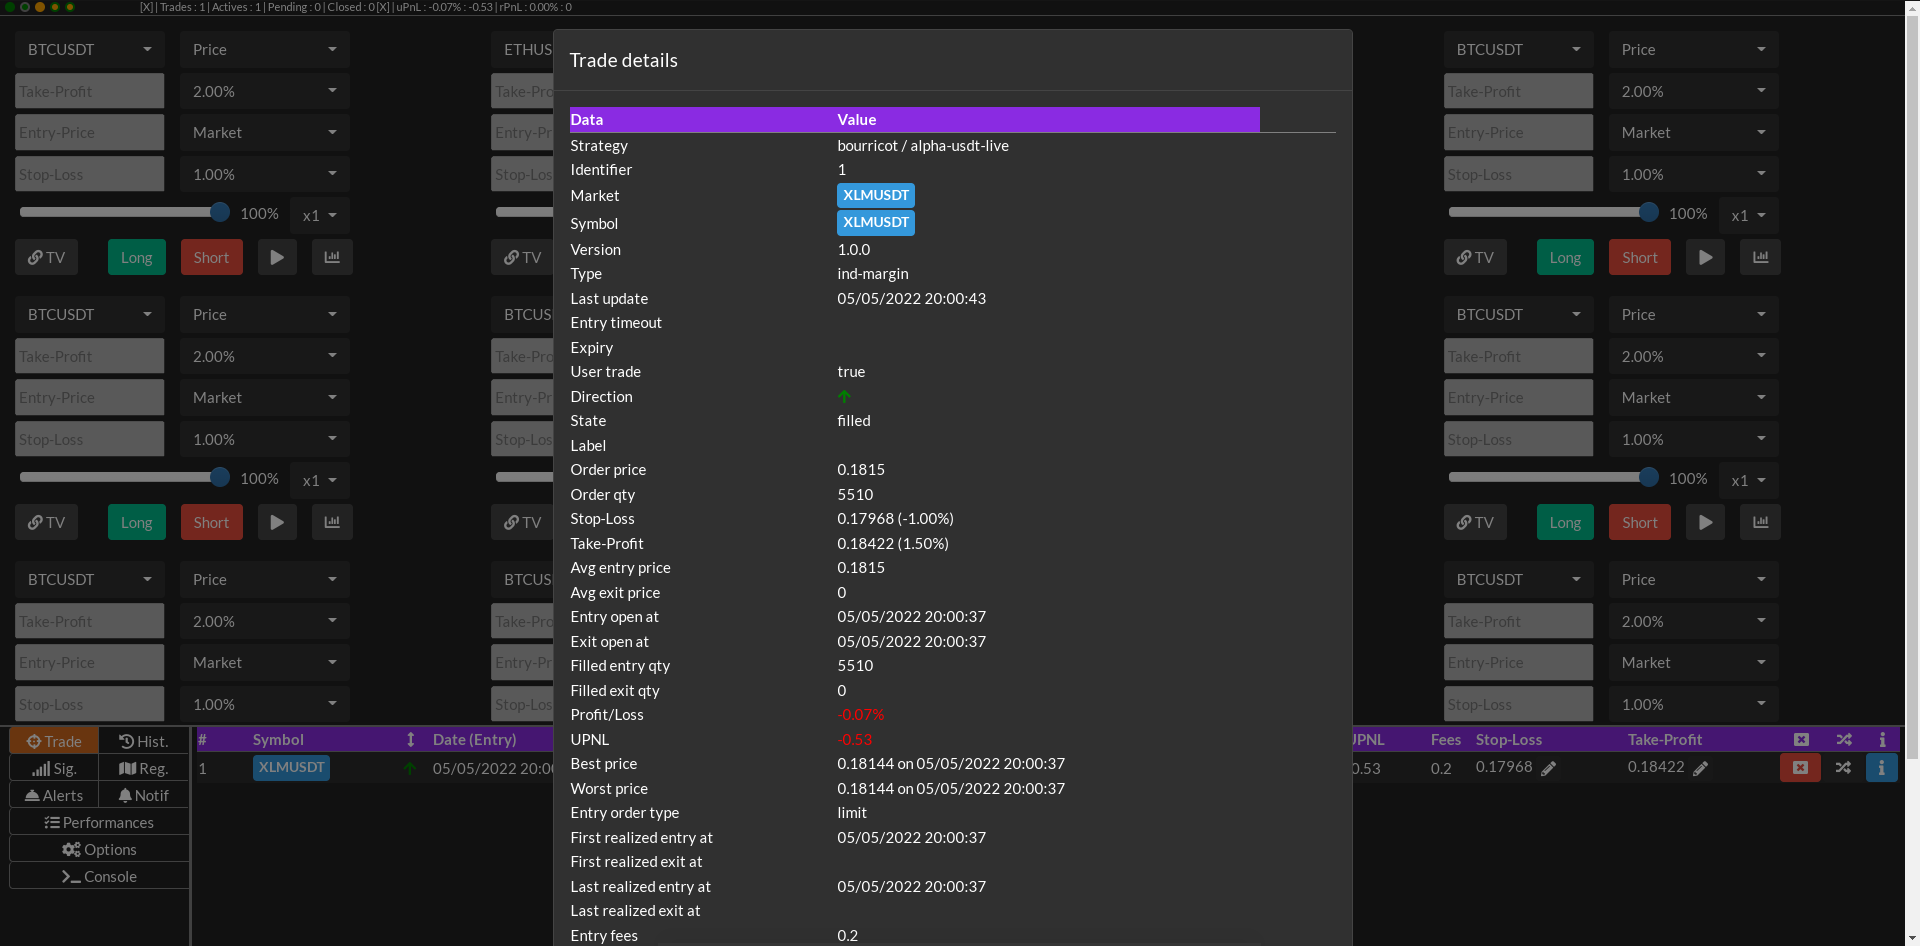 [X] | Trades : 1 | Actives : 1 | Pending : 0 | Closed : 0 [X] | uPnL : -0.07% : -0.53 | rPnL : 0.00% : 0
BTCUSDT Price
Take-Profit 2.00%
Entry-Price Market
Stop-Loss 1.00%
100% x1
TV Long Short
BTCUSDT Price
Take-Profit 2.00%
Entry-Price Market
Stop-Loss 1.00%
100% x1
TV Long Short
BTCUSDT Price
Take-Profit 2.00%
Entry-Price Market
Stop-Loss 1.00%
ETHUS
Take-Pro
Entry-Pr
Stop-Los
TV
BTCUS
Take-Pro
Entry-Pr
Stop-Los
TV
BTCUS
Take-Pro
Entry-Pr
Stop-Los
Trade details
Data Value
Strategy bourricot / alpha-usdt-live
Identifier 1
Market XLMUSDT
Symbol XLMUSDT
Version 1.0.0
Type ind-margin
Last update 05/05/2022 20:00:43
Entry timeout
Expiry
User trade true
Direction
State filled
Label
Order price 0.1815
Order qty 5510
Stop-Loss 0.17968 (-1.00%)
Take-Profit 0.18422 (1.50%)
Avg entry price 0.1815
Avg exit price 0
Entry open at 05/05/2022 20:00:37
Exit open at 05/05/2022 20:00:37
Filled entry qty 5510
Filled exit qty 0
Profit/Loss -0.07%
UPNL -0.53
Best price 0.18144 on 05/05/2022 20:00:37
Worst price 0.18144 on 05/05/2022 20:00:37
Entry order type limit
First realized entry at 05/05/2022 20:00:37
First realized exit at
Last realized entry at 05/05/2022 20:00:37
Last realized exit at
Entry fees 0.2
BTCUSDT Price
Take-Profit 2.00%
Entry-Price Market
Stop-Loss 1.00%
100% x1
TV Long Short
BTCUSDT Price
Take-Profit 2.00%
Entry-Price Market
Stop-Loss 1.00%
100% x1
TV Long Short
BTCUSDT Price
Take-Profit 2.00%
Entry-Price Market
Stop-Loss 1.00%
Trade Hist.
Sig. Reg.
Alerts Notif
Performances
Options
Console
# Symbol Date (Entry) UPNL Fees Stop-Loss Take-Profit
1 XLMUSDT 05/05/2022 20:00 0.53 0.2 0.17968 0.18422